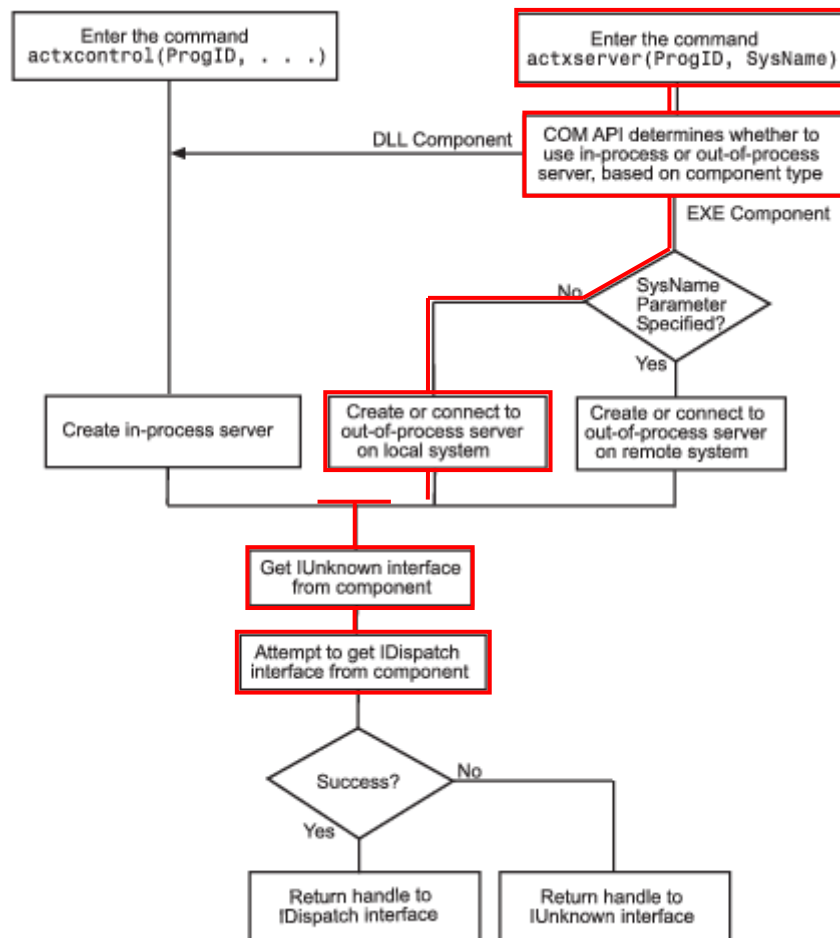 Enter the command
actxcontrol(ProgID, . . .)
Enter the command
actxserver(ProgID, SysName)
DLL Component
COM API determines whether to
use in-process or out-of-process
server, based on component type
EXE Component
No
SysName
Parameter
Specified?
Yes
Create in-process server
Create or connect to
out-of-process server
on local system
Create or connect to
out-of-process server
on remote system
Get IUnknown interface
from component
Attempt to get IDispatch
interface from component
Success?
No
Yes
Return handle to
IDispatch interface
Return handle to
IUnknown interface